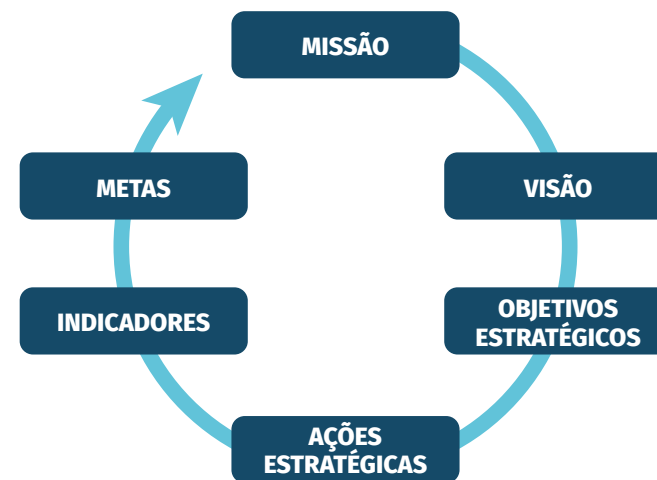 MISSÃO
VISÃO
OBJETIVOS
ESTRATÉGICOS
AÇÕES
ESTRATÉGICAS
INDICADORES
METAS